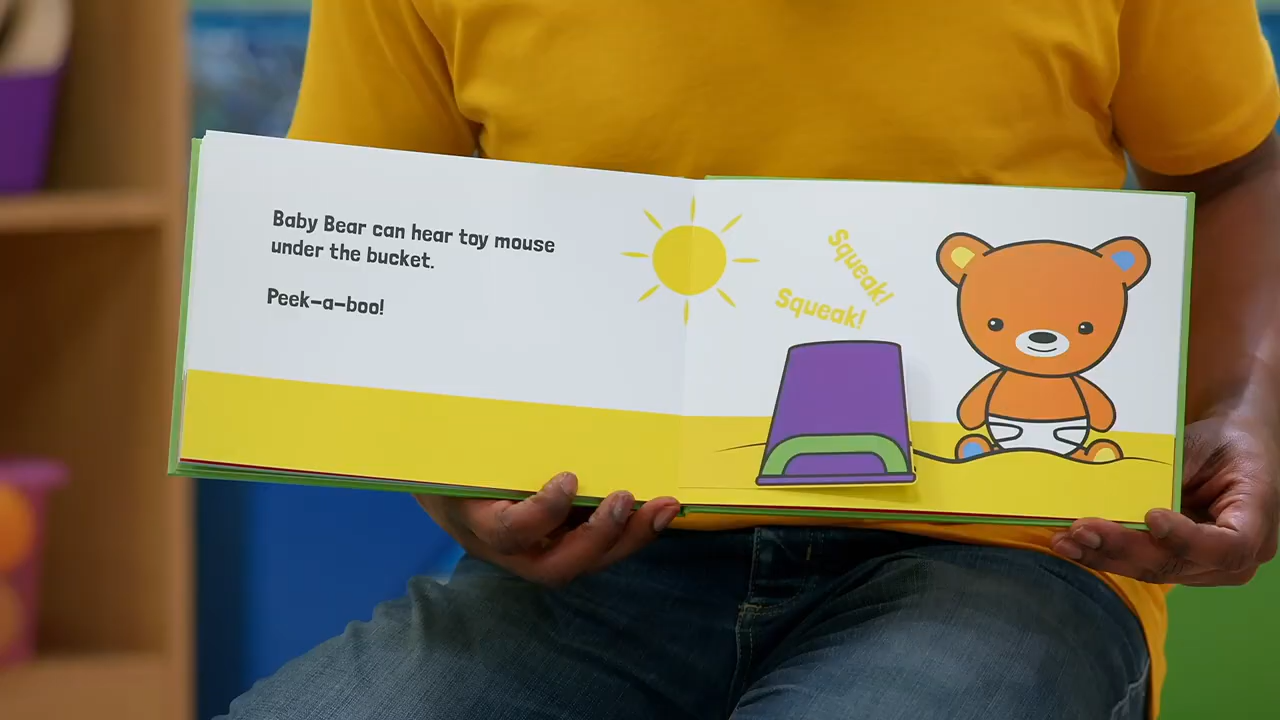 Baby Bear can hear toy mouse
under the bucket.
Peek-a-boo!
Squeak!
Squeak!